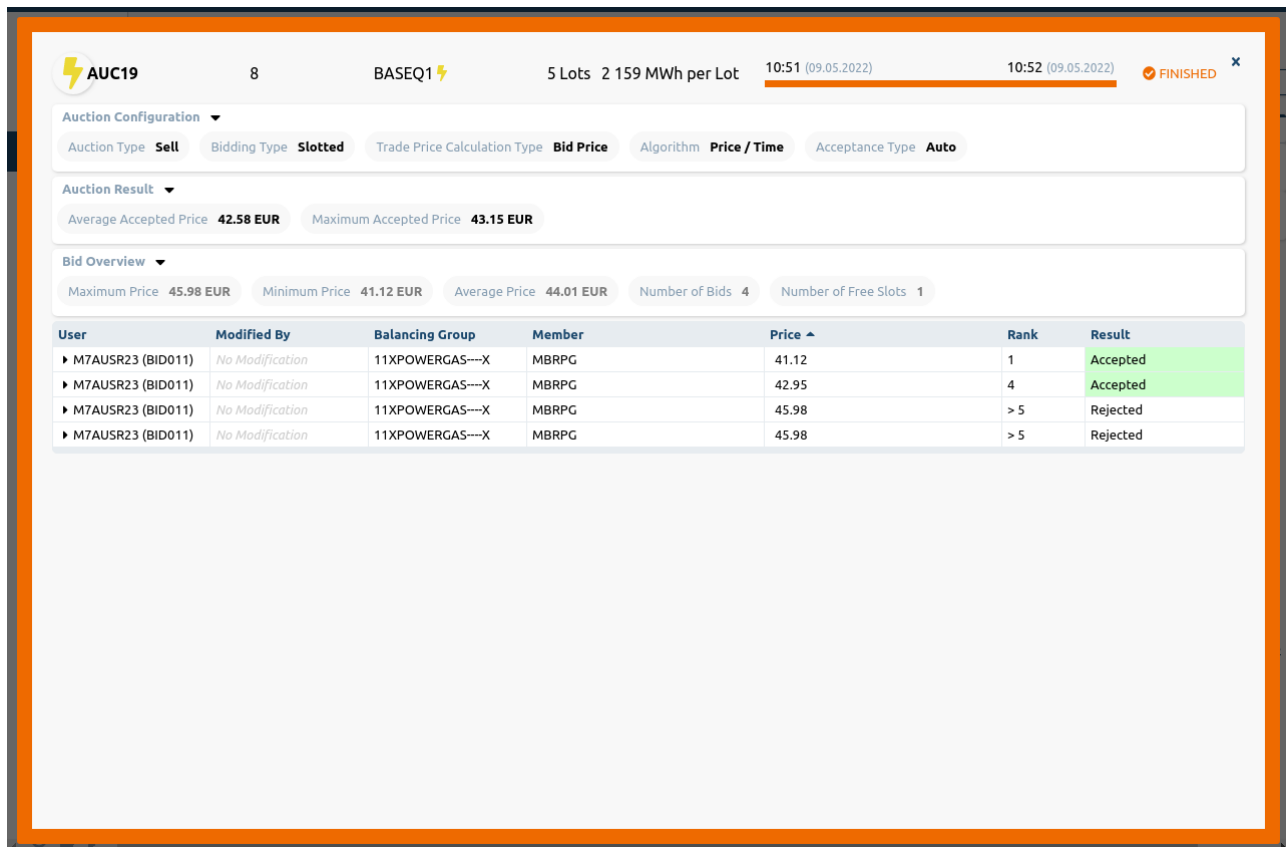 AUC19 8 BASEQ1 5 Lots 2 159 MWh per Lot 10:51 (09.05.2022) 10:52 (09.05.2022) FINISHED ×
Auction Configuration
Auction Type Sell Bidding Type Slotted Trade Price Calculation Type Bid Price Algorithm Price / Time Acceptance Type Auto
Auction Result
Average Accepted Price 42.58 EUR Maximum Accepted Price 43.15 EUR
Bid Overview
Maximum Price 45.98 EUR Minimum Price 41.12 EUR Average Price 44.01 EUR Number of Bids 4 Number of Free Slots 1
User Modified By Balancing Group Member Price Rank Result
M7AUSR23 (BID011) No Modification 11XPOWERGAS----X MBRPG 41.12 1 Accepted
M7AUSR23 (BID011) No Modification 11XPOWERGAS----X MBRPG 42.95 4 Accepted
M7AUSR23 (BID011) No Modification 11XPOWERGAS----X MBRPG 45.98 > 5 Rejected
M7AUSR23 (BID011) No Modification 11XPOWERGAS----X MBRPG 45.98 > 5 Rejected